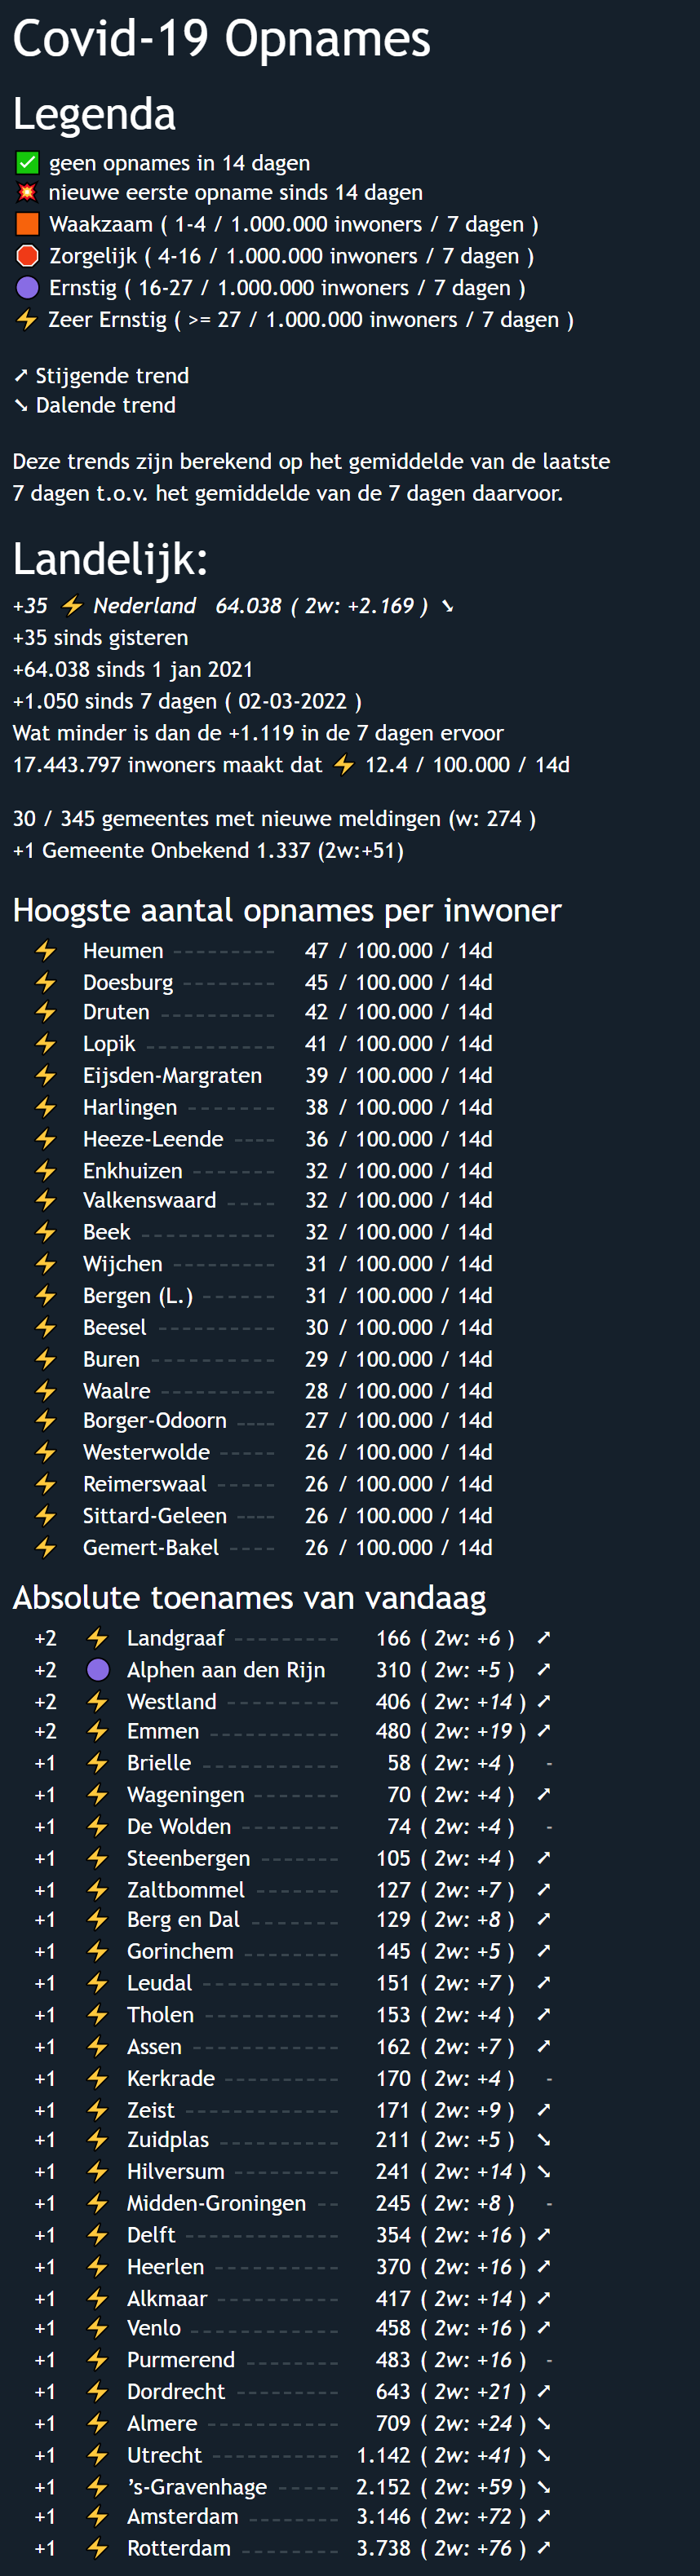 Covid-19 Opnames
Legenda
✅ geen opnames in 14 dagen
💥 nieuwe eerste opname sinds 14 dagen
🟧 Waakzaam ( 1-4 / 1.000.000 inwoners / 7 dagen )
🛑 Zorgelijk ( 4-16 / 1.000.000 inwoners / 7 dagen )
🟣 Ernstig ( 16-27 / 1.000.000 inwoners / 7 dagen )
⚡ Zeer Ernstig ( >= 27 / 1.000.000 inwoners / 7 dagen )
➚ Stijgende trend
➘ Dalende trend
Deze trends zijn berekend op het gemiddelde van de laatste
7 dagen t.o.v. het gemiddelde van de 7 dagen daarvoor.
Landelijk:
+35 ⚡ Nederland 64.038 ( 2w: +2.169 ) ➘
+35 sinds gisteren
+64.038 sinds 1 jan 2021
+1.050 sinds 7 dagen ( 02-03-2022 )
Wat minder is dan de +1.119 in de 7 dagen ervoor
17.443.797 inwoners maakt dat ⚡ 12.4 / 100.000 / 14d
30 / 345 gemeentes met nieuwe meldingen (w: 274 )
+1 Gemeente Onbekend 1.337 (2w:+51)
Hoogste aantal opnames per inwoner
⚡ Heumen --------- 47 / 100.000 / 14d
⚡ Doesburg -------- 45 / 100.000 / 14d
⚡ Druten ---------- 42 / 100.000 / 14d
⚡ Lopik ----------- 41 / 100.000 / 14d
⚡ Eijsden-Margraten 39 / 100.000 / 14d
⚡ Harlingen ------- 38 / 100.000 / 14d
⚡ Heeze-Leende ---- 36 / 100.000 / 14d
⚡ Enkhuizen ------- 32 / 100.000 / 14d
⚡ Valkenswaard ---- 32 / 100.000 / 14d
⚡ Beek ------------ 32 / 100.000 / 14d
⚡ Wijchen --------- 31 / 100.000 / 14d
⚡ Bergen (L.) ------ 31 / 100.000 / 14d
⚡ Beesel ---------- 30 / 100.000 / 14d
⚡ Buren ----------- 29 / 100.000 / 14d
⚡ Waalre ---------- 28 / 100.000 / 14d
⚡ Borger-Odoorn ---- 27 / 100.000 / 14d
⚡ Westerwolde ----- 26 / 100.000 / 14d
⚡ Reimerswaal ----- 26 / 100.000 / 14d
⚡ Sittard-Geleen ---- 26 / 100.000 / 14d
⚡ Gemert-Bakel ---- 26 / 100.000 / 14d
Absolute toenames van vandaag
+2 ⚡ Landgraaf --------- 166 ( 2w: +6 ) ➚
+2 🟣 Alphen aan den Rijn 310 ( 2w: +5 ) ➚
+2 ⚡ Westland --------- 406 ( 2w: +14 ) ➚
+2 ⚡ Emmen ----------- 480 ( 2w: +19 ) ➚
+1 ⚡ Brielle ----------- 58 ( 2w: +4 ) -
+1 ⚡ Wageningen ------- 70 ( 2w: +4 ) ➚
+1 ⚡ De Wolden -------- 74 ( 2w: +4 ) -
+1 ⚡ Steenbergen ------ 105 ( 2w: +4 ) ➚
+1 ⚡ Zaltbommel ------- 127 ( 2w: +7 ) ➚
+1 ⚡ Berg en Dal ------- 129 ( 2w: +8 ) ➚
+1 ⚡ Gorinchem -------- 145 ( 2w: +5 ) ➚
+1 ⚡ Leudal ----------- 151 ( 2w: +7 ) ➚
+1 ⚡ Tholen ----------- 153 ( 2w: +4 ) ➚
+1 ⚡ Assen ------------ 162 ( 2w: +7 ) ➚
+1 ⚡ Kerkrade --------- 170 ( 2w: +4 ) -
+1 ⚡ Zeist ------------ 171 ( 2w: +9 ) ➚
+1 ⚡ Zuidplas ---------- 211 ( 2w: +5 ) ➘
+1 ⚡ Hilversum -------- 241 ( 2w: +14 ) ➘
+1 ⚡ Midden-Groningen -- 245 ( 2w: +8 ) -
+1 ⚡ Delft ------------ 354 ( 2w: +16 ) ➚
+1 ⚡ Heerlen ---------- 370 ( 2w: +16 ) ➚
+1 ⚡ Alkmaar ---------- 417 ( 2w: +14 ) ➚
+1 ⚡ Venlo ------------ 458 ( 2w: +16 ) ➚
+1 ⚡ Purmerend -------- 483 ( 2w: +16 ) -
+1 ⚡ Dordrecht -------- 643 ( 2w: +21 ) ➚
+1 ⚡ Almere ----------- 709 ( 2w: +24 ) ➘
+1 ⚡ Utrecht ---------- 1.142 ( 2w: +41 ) ➘
+1 ⚡ ’s-Gravenhage ----- 2.152 ( 2w: +59 ) ➘
+1 ⚡ Amsterdam -------- 3.146 ( 2w: +72 ) ➚
+1 ⚡ Rotterdam -------- 3.738 ( 2w: +76 ) ➚